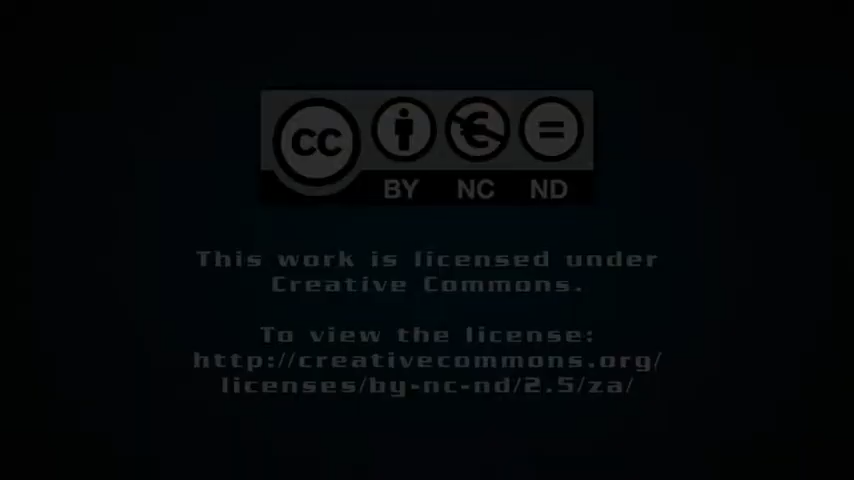 cc
BY NC ND
This work is licensed under
Creative Commons.
To view the license:
http://creativecommons.org/
licenses/by-nc-nd/2.5/za/